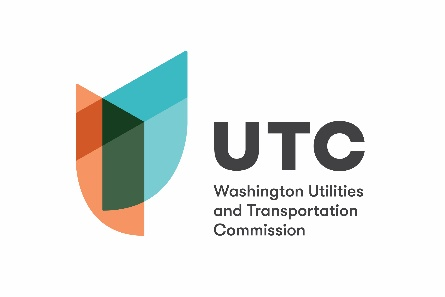 UTC
Washington Utilities
and Transportation
Commission